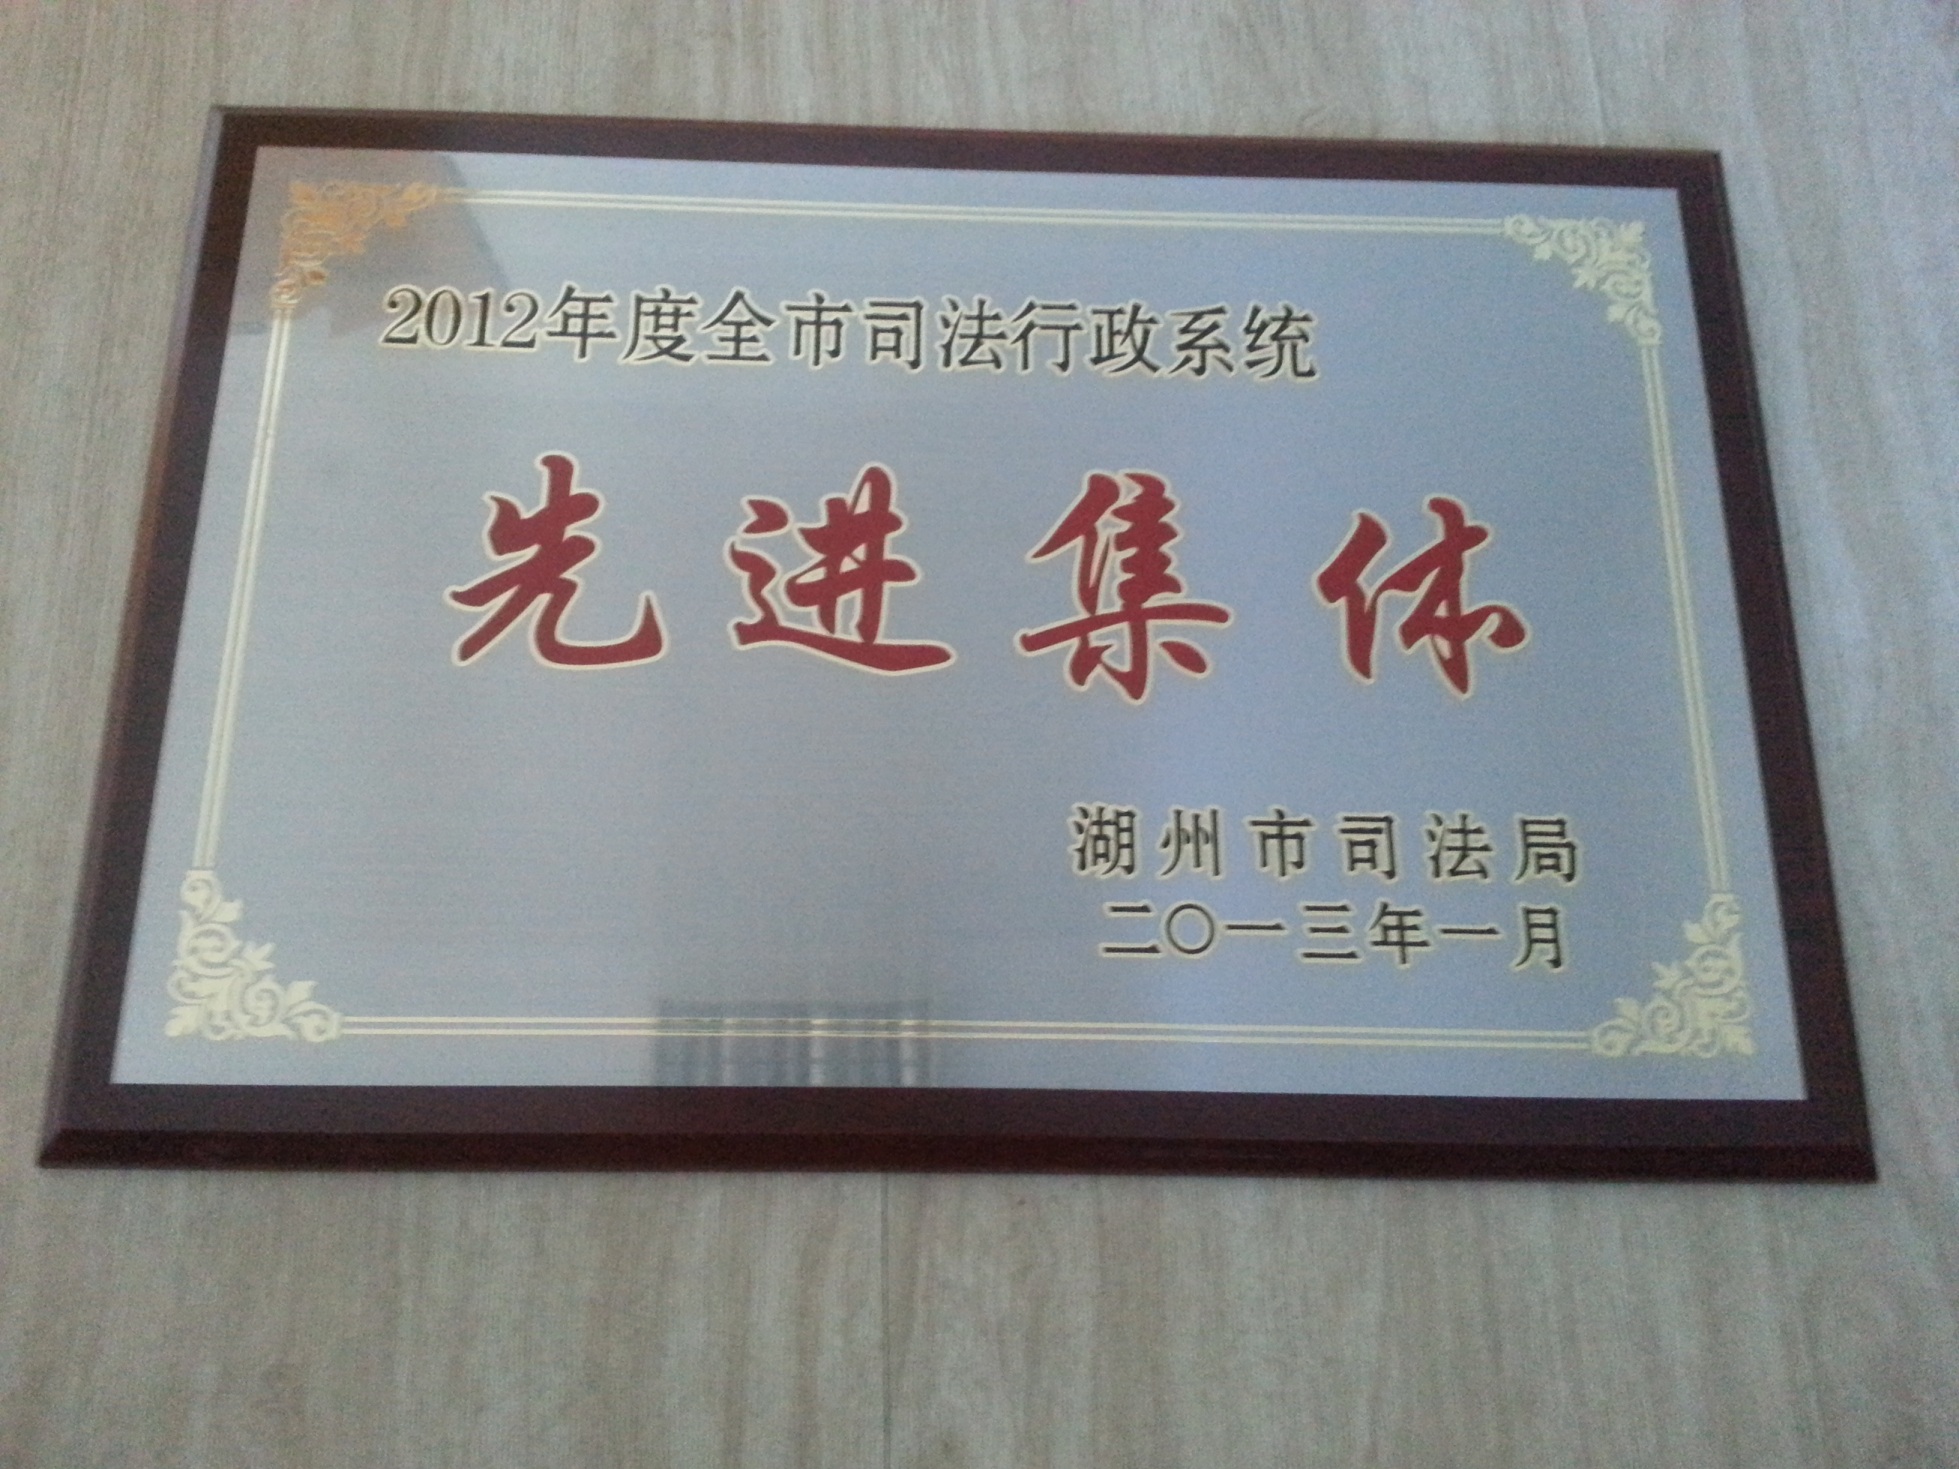 2012年度全市司法行政系统
先进集体
湖州市司法局
二〇一三年一月